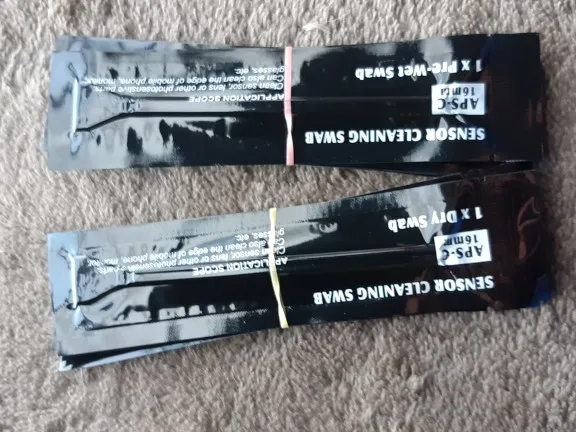 SENSOR CLEANING SWAB
APS-C
16mm
1 x Pre-Wet Swab
APPLICATION SCOPE
Clean sensor, lens or other photosensitive parts.
Can also clean the edge of mobile phone, monitor,
glasses, etc.
SENSOR CLEANING SWAB
APS-C
16mm
1 x Dry Swab
APPLICATION SCOPE
sensor, lens or other photosensitive parts.
also clean the edge of mobile phone, monitor,
glasses, etc.